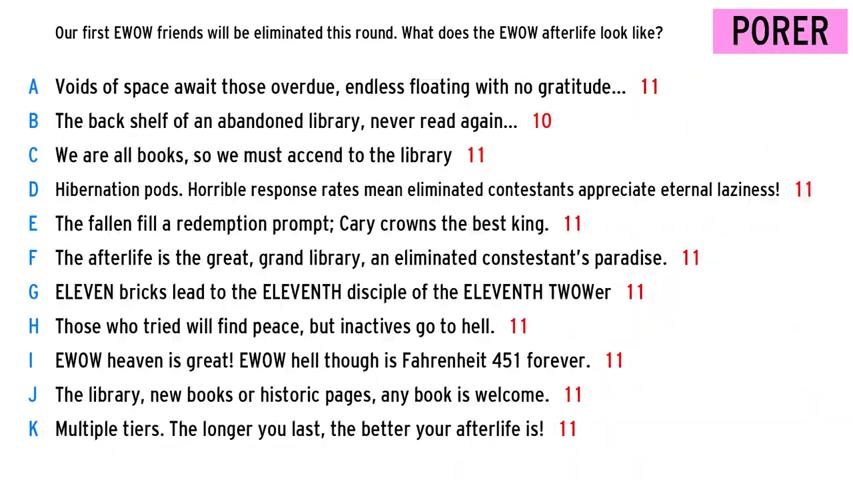 Our first EWOW friends will be eliminated this round. What does the EWOW afterlife look like?
PORER
A Voids of space await those overdue, endless floating with no gratitude... 11
B The back shelf of an abandoned library, never read again... 10
C We are all books, so we must accend to the library 11
D Hibernation pods. Horrible response rates mean eliminated contestants appreciate eternal laziness! 11
E The fallen fill a redemption prompt; Cary crowns the best king. 11
F The afterlife is the great, grand library, an eliminated constestant's paradise. 11
G ELEVEN bricks lead to the ELEVENTH disciple of the ELEVENTH TWOWer 11
H Those who tried will find peace, but inactives go to hell. 11
I EWOW heaven is great! EWOW hell though is Fahrenheit 451 forever. 11
J The library, new books or historic pages, any book is welcome. 11
K Multiple tiers. The longer you last, the better your afterlife is! 11